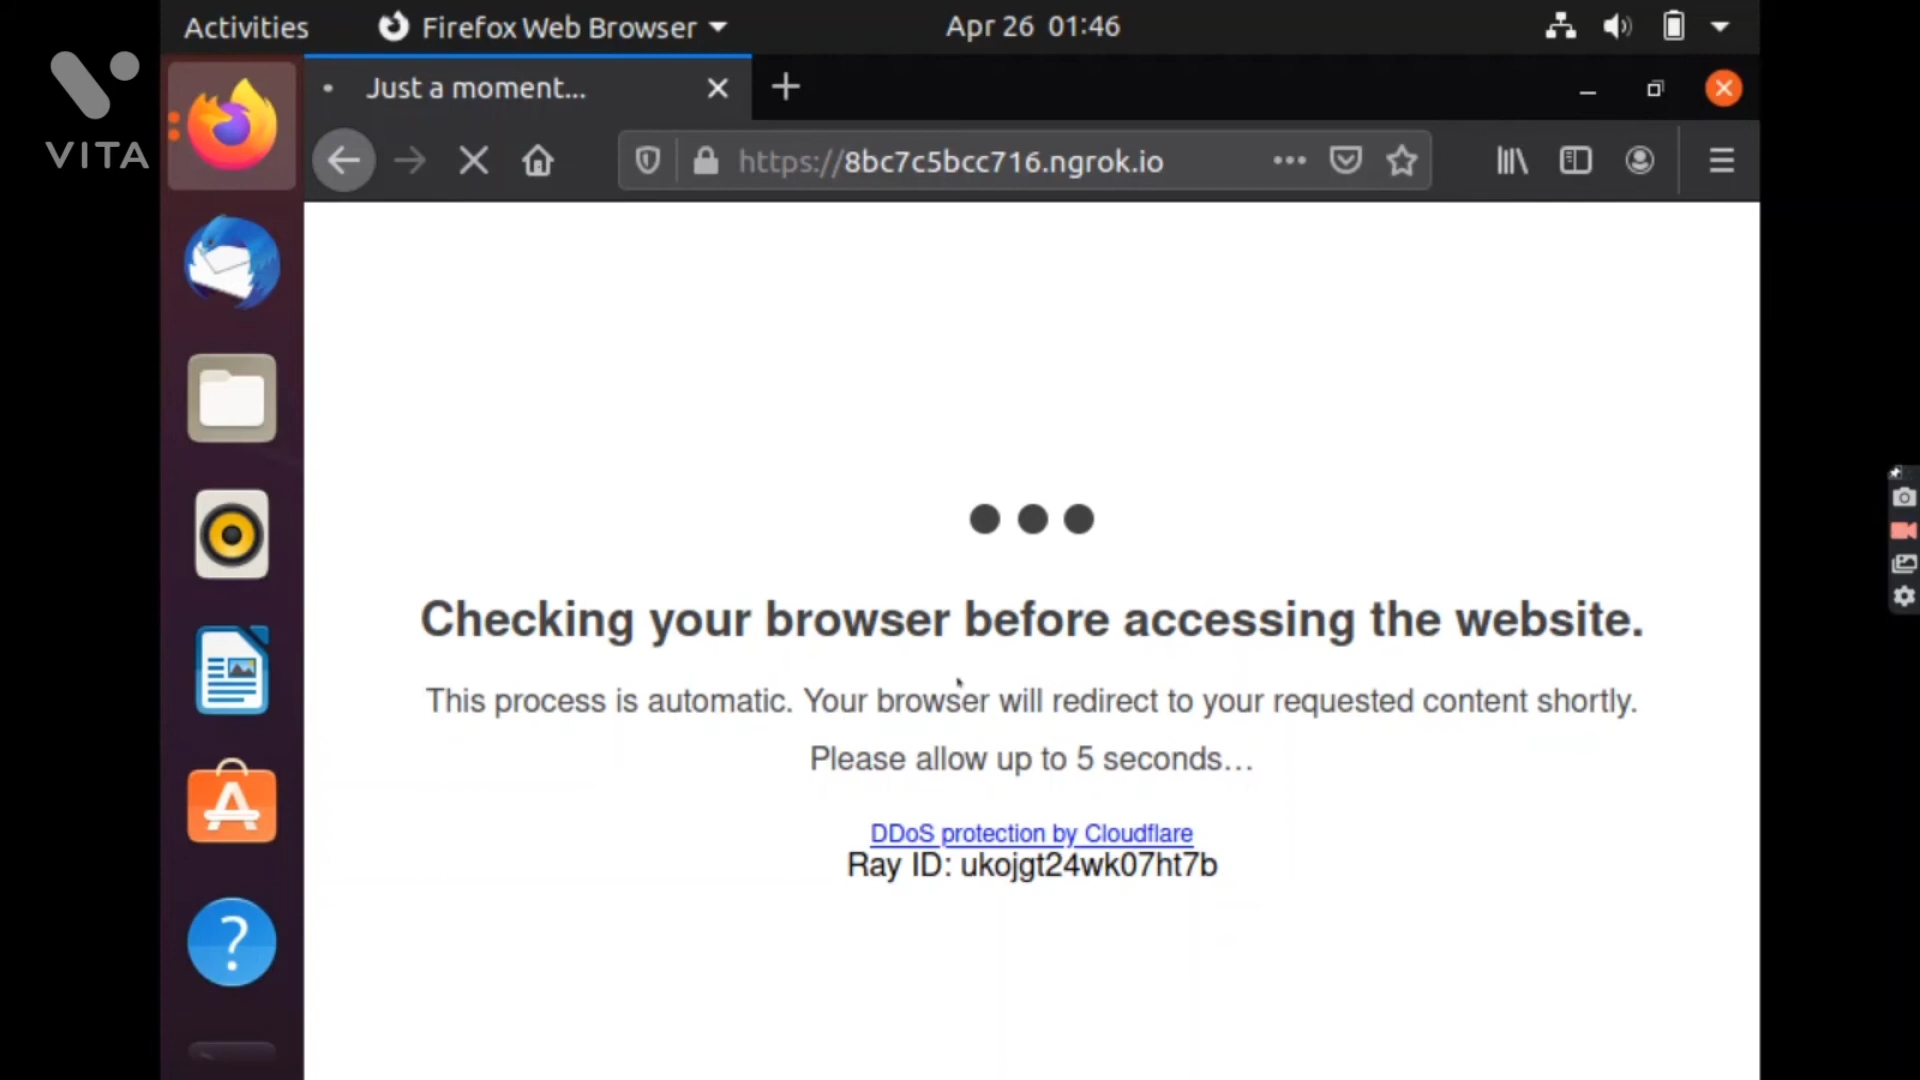 Activities
Firefox Web Browser
Apr 26 01:46
VITA
Just a moment...
https://8bc7c5bcc716.ngrok.io
Checking your browser before accessing the website.
This process is automatic. Your browser will redirect to your requested content shortly.
Please allow up to 5 seconds…
DDoS protection by Cloudflare
Ray ID: ukojgt24wk07ht7b